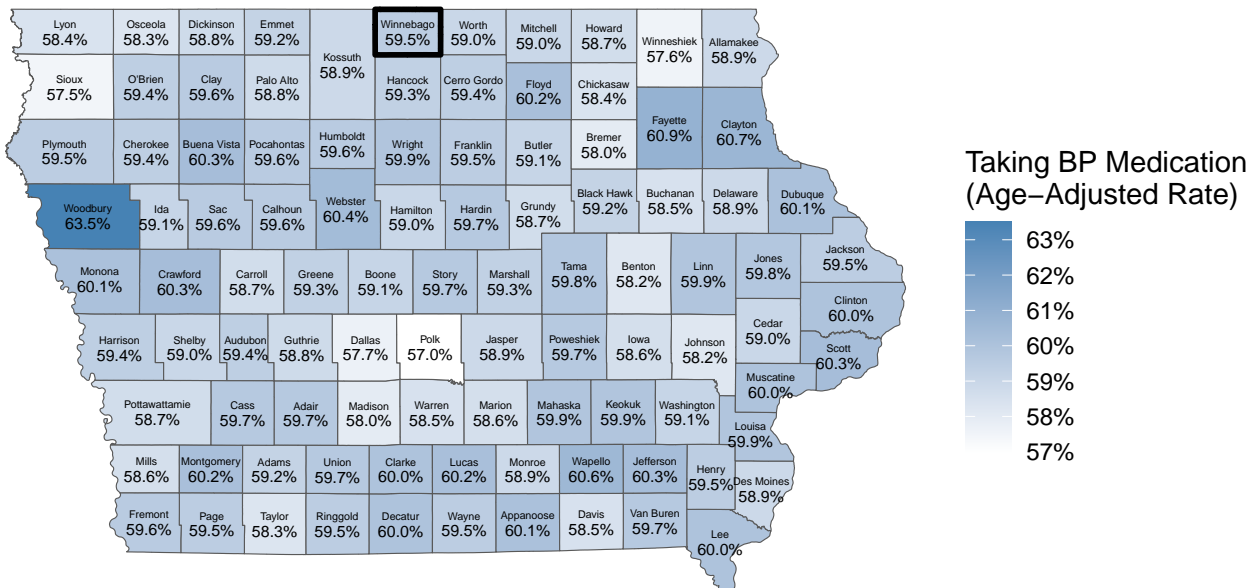 Lyon
58.4%
Osceola
58.3%
Dickinson
58.8%
Emmet
59.2%
Winnebago
59.5%
Worth
59.0%
Mitchell
59.0%
Howard
58.7%
Winneshiek
57.6%
Allamakee
58.9%
Kossuth
58.9%
Sioux
57.5%
O'Brien
59.4%
Clay
59.6%
Palo Alto
58.8%
Hancock
59.3%
Cerro Gordo
59.4%
Floyd
60.2%
Chickasaw
58.4%
Fayette
60.9%
Clayton
60.7%
Plymouth
59.5%
Cherokee
59.4%
Buena Vista
60.3%
Pocahontas
59.6%
Humboldt
59.6%
Wright
59.9%
Franklin
59.5%
Butler
59.1%
Bremer
58.0%
Woodbury
63.5%
Ida
59.1%
Sac
59.6%
Calhoun
59.6%
Webster
60.4%
Hamilton
59.0%
Hardin
59.7%
Grundy
58.7%
Black Hawk
59.2%
Buchanan
58.5%
Delaware
58.9%
Dubuque
60.1%
Monona
60.1%
Crawford
60.3%
Carroll
58.7%
Greene
59.3%
Boone
59.1%
Story
59.7%
Marshall
59.3%
Tama
59.8%
Benton
58.2%
Linn
59.9%
Jones
59.8%
Jackson
59.5%
Clinton
60.0%
Harrison
59.4%
Shelby
59.0%
Audubon
59.4%
Guthrie
58.8%
Dallas
57.7%
Polk
57.0%
Jasper
58.9%
Poweshiek
59.7%
Iowa
58.6%
Johnson
58.2%
Cedar
59.0%
Scott
60.3%
Muscatine
60.0%
Pottawattamie
58.7%
Cass
59.7%
Adair
59.7%
Madison
58.0%
Warren
58.5%
Marion
58.6%
Mahaska
59.9%
Keokuk
59.9%
Washington
59.1%
Louisa
59.9%
Mills
58.6%
Montgomery
60.2%
Adams
59.2%
Union
59.7%
Clarke
60.0%
Lucas
60.2%
Monroe
58.9%
Wapello
60.6%
Jefferson
60.3%
Henry
59.5%
Des Moines
58.9%
Fremont
59.6%
Page
59.5%
Taylor
58.3%
Ringgold
59.5%
Decatur
60.0%
Wayne
59.5%
Appanoose
60.1%
Davis
58.5%
Van Buren
59.7%
Lee
60.0%
Taking BP Medication
(Age−Adjusted Rate)
63%
62%
61%
60%
59%
58%
57%